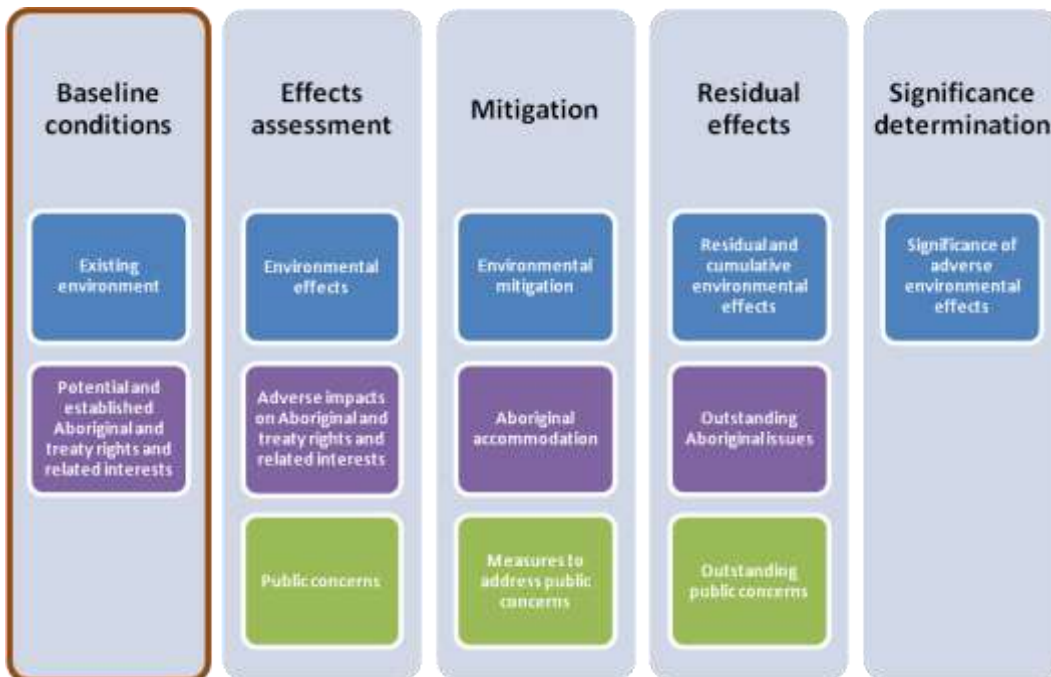 Baseline
conditions
Existing
environment
Potential and
established
Aboriginal and
treaty rights and
related interests
Effects
assessment
Environmental
effects
Adverse impacts
on Aboriginal and
treaty rights and
related interests
Public concerns
Mitigation
Environmental
mitigation
Aboriginal
accommodation
Measures to
address public
concerns
Residual
effects
Residual and
cumulative
environmental
effects
Outstanding
Aboriginal issues
Outstanding
public concerns
Significance
determination
Significance of
adverse
environmental
effects